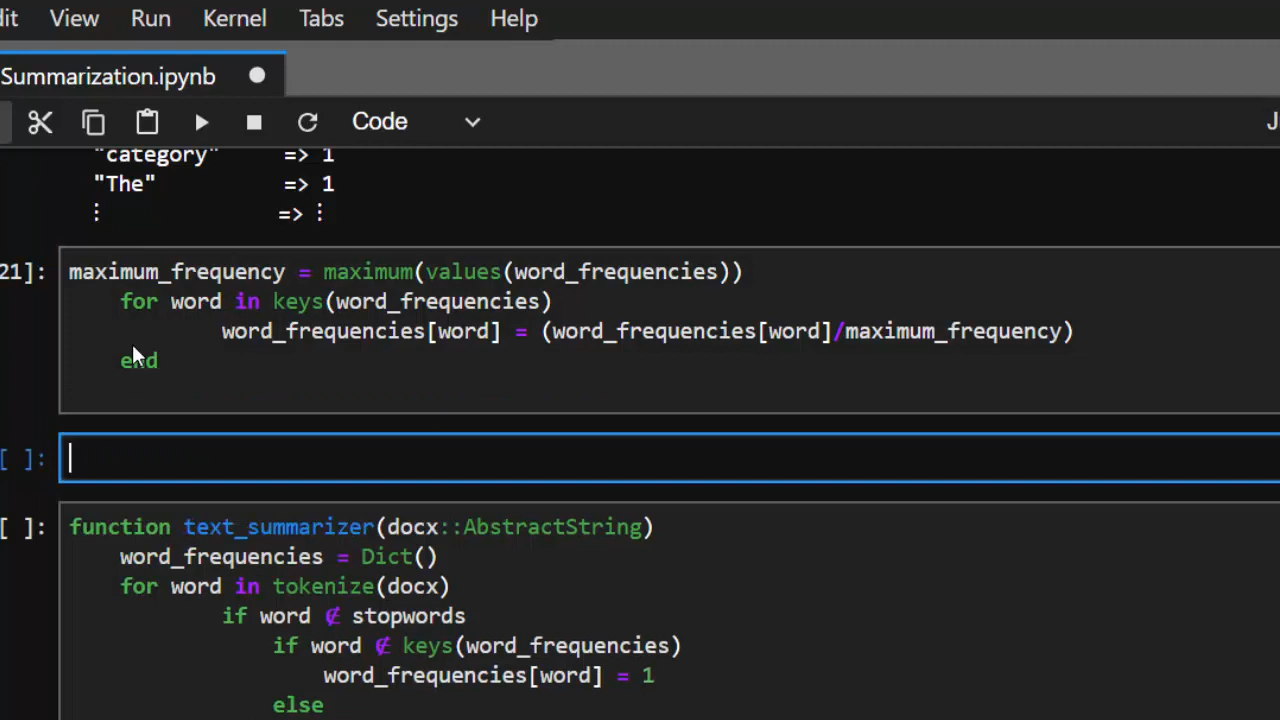 dit View Run Kernel Tabs Settings Help
Summarization.ipynb
Code
J
"category" => 1
"The" => 1
⋮ => ⋮
21]: maximum_frequency = maximum(values(word_frequencies))
for word in keys(word_frequencies)
word_frequencies[word] = (word_frequencies[word]/maximum_frequency)
end
[ ]:
[ ]: function text_summarizer(docx::AbstractString)
word_frequencies = Dict()
for word in tokenize(docx)
if word ∉ stopwords
if word ∉ keys(word_frequencies)
word_frequencies[word] = 1
else